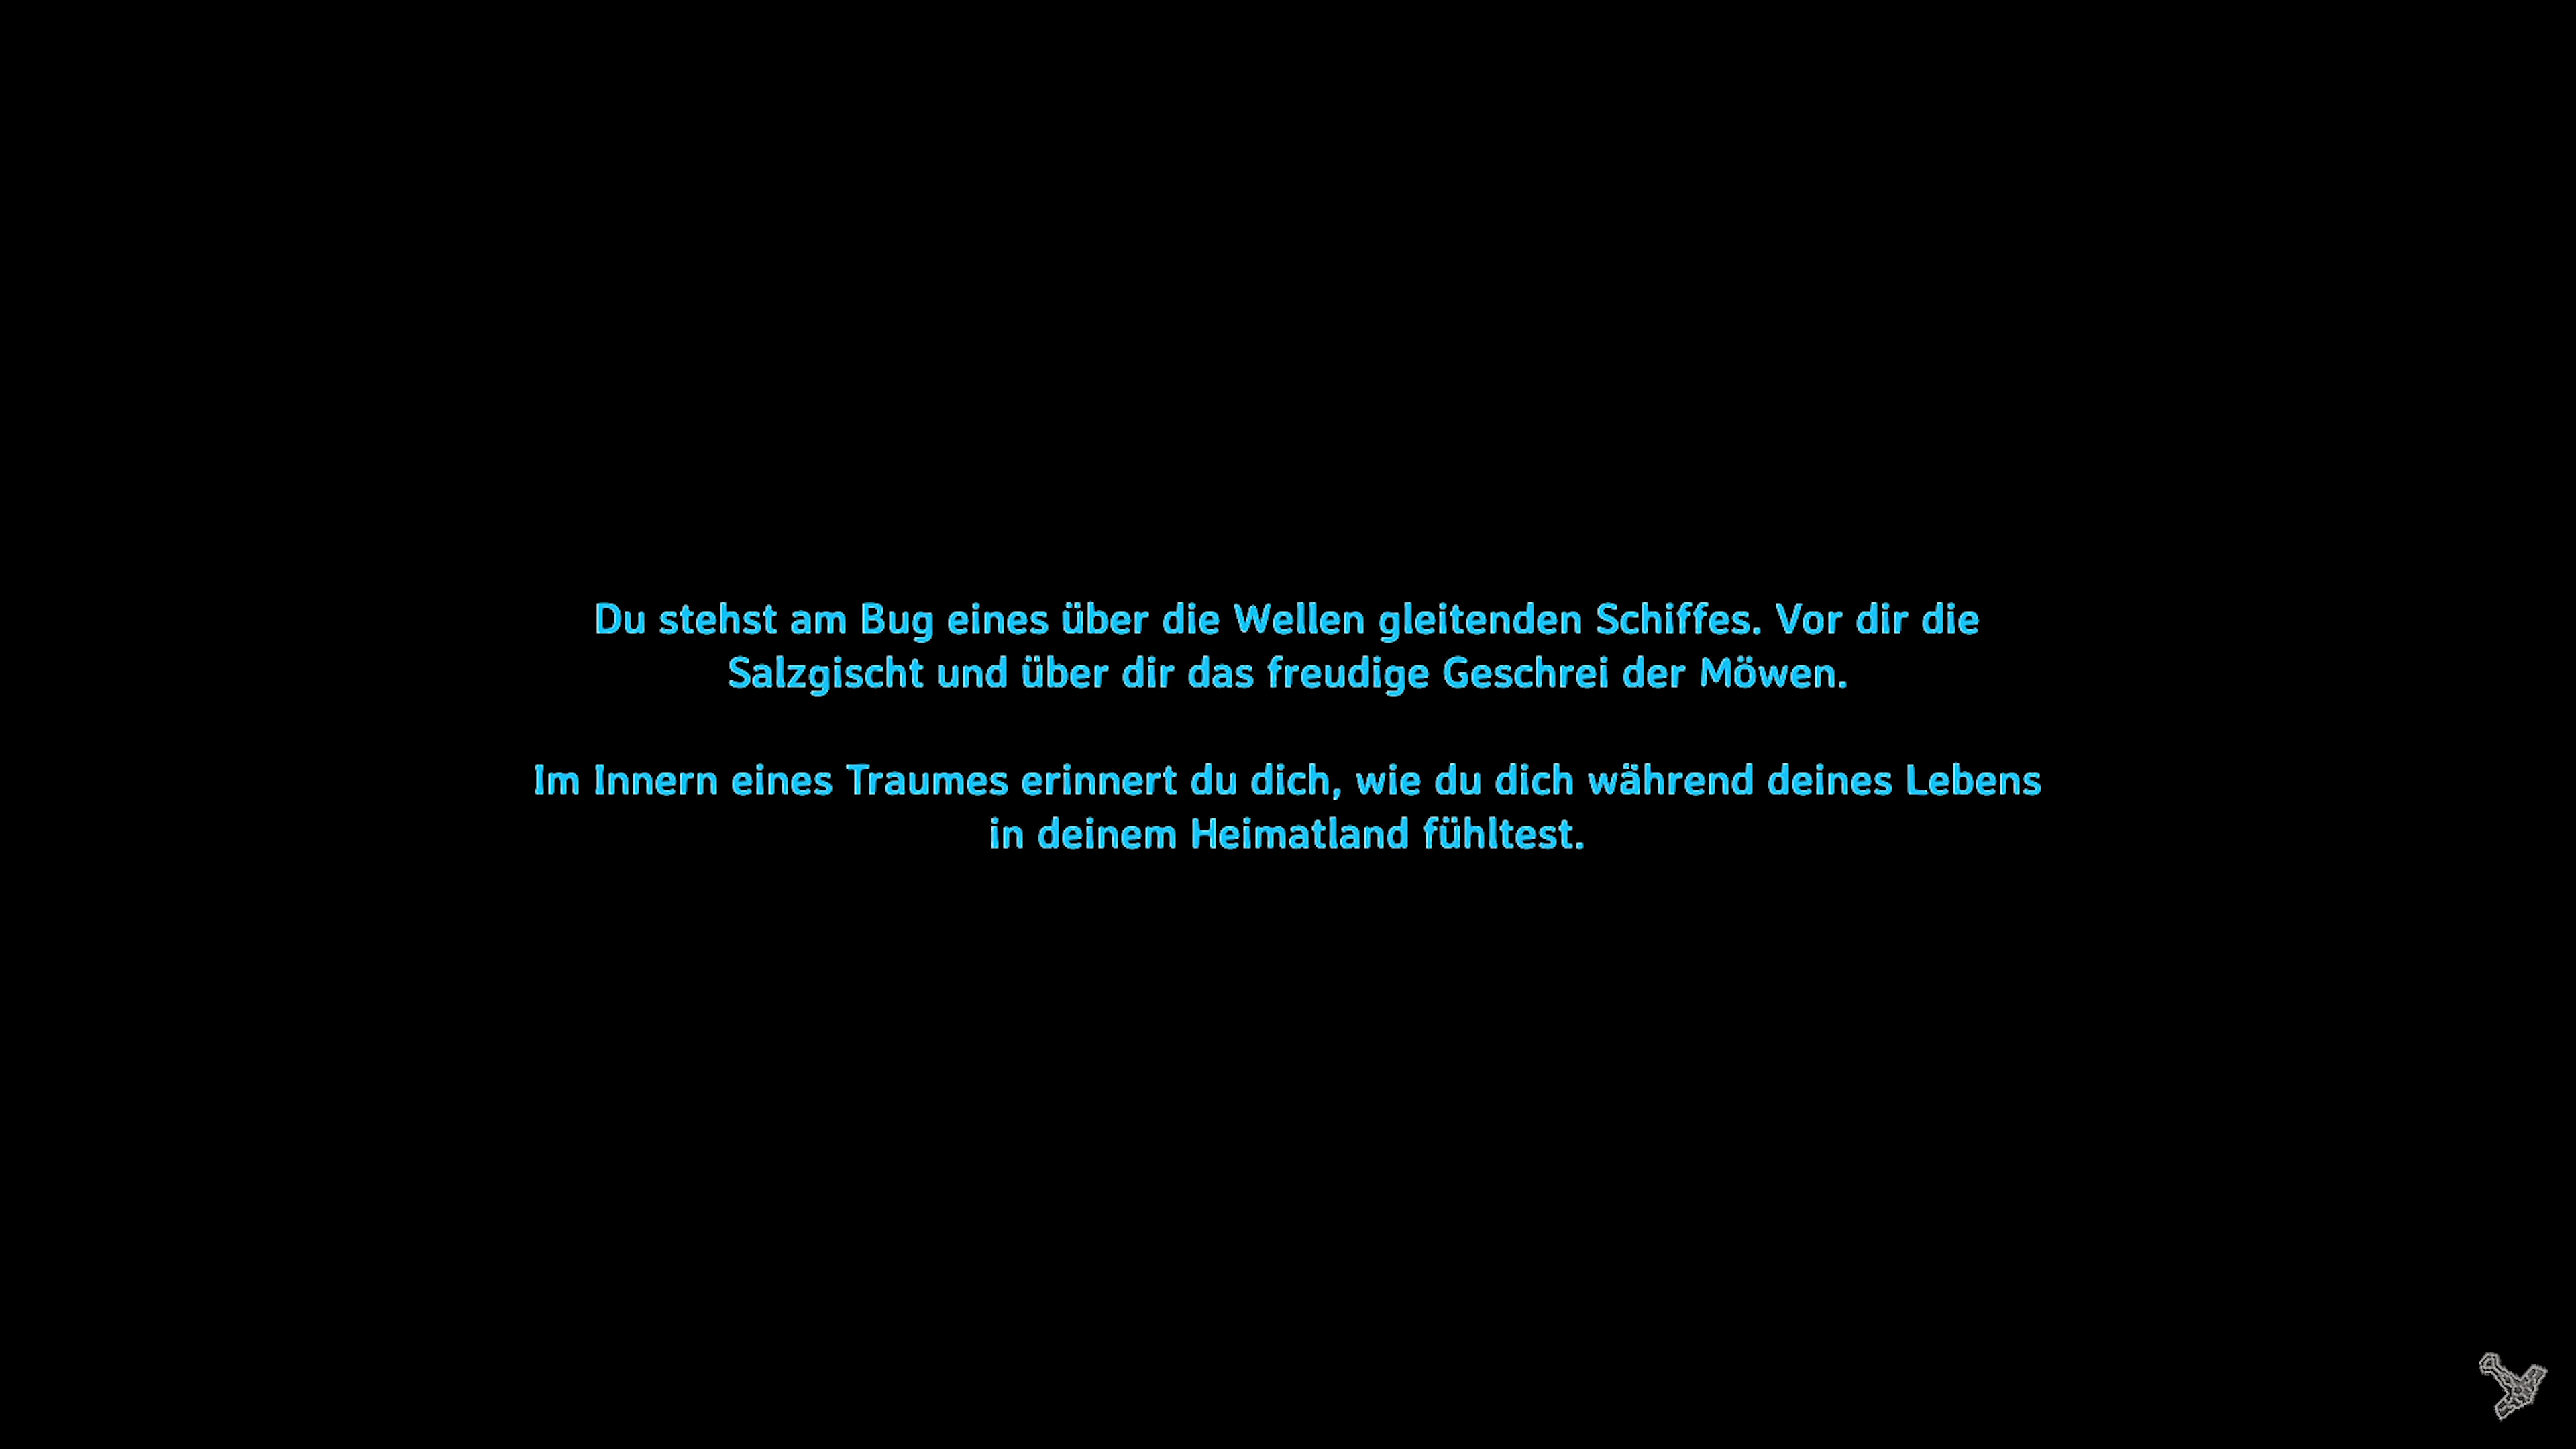 Du stehst am Bug eines über die Wellen gleitenden Schiffes. Vor dir die
Salzgischt und über dir das freudige Geschrei der Möwen.
Im Innern eines Traumes erinnert du dich, wie du dich während deines Lebens
in deinem Heimatland fühltest.